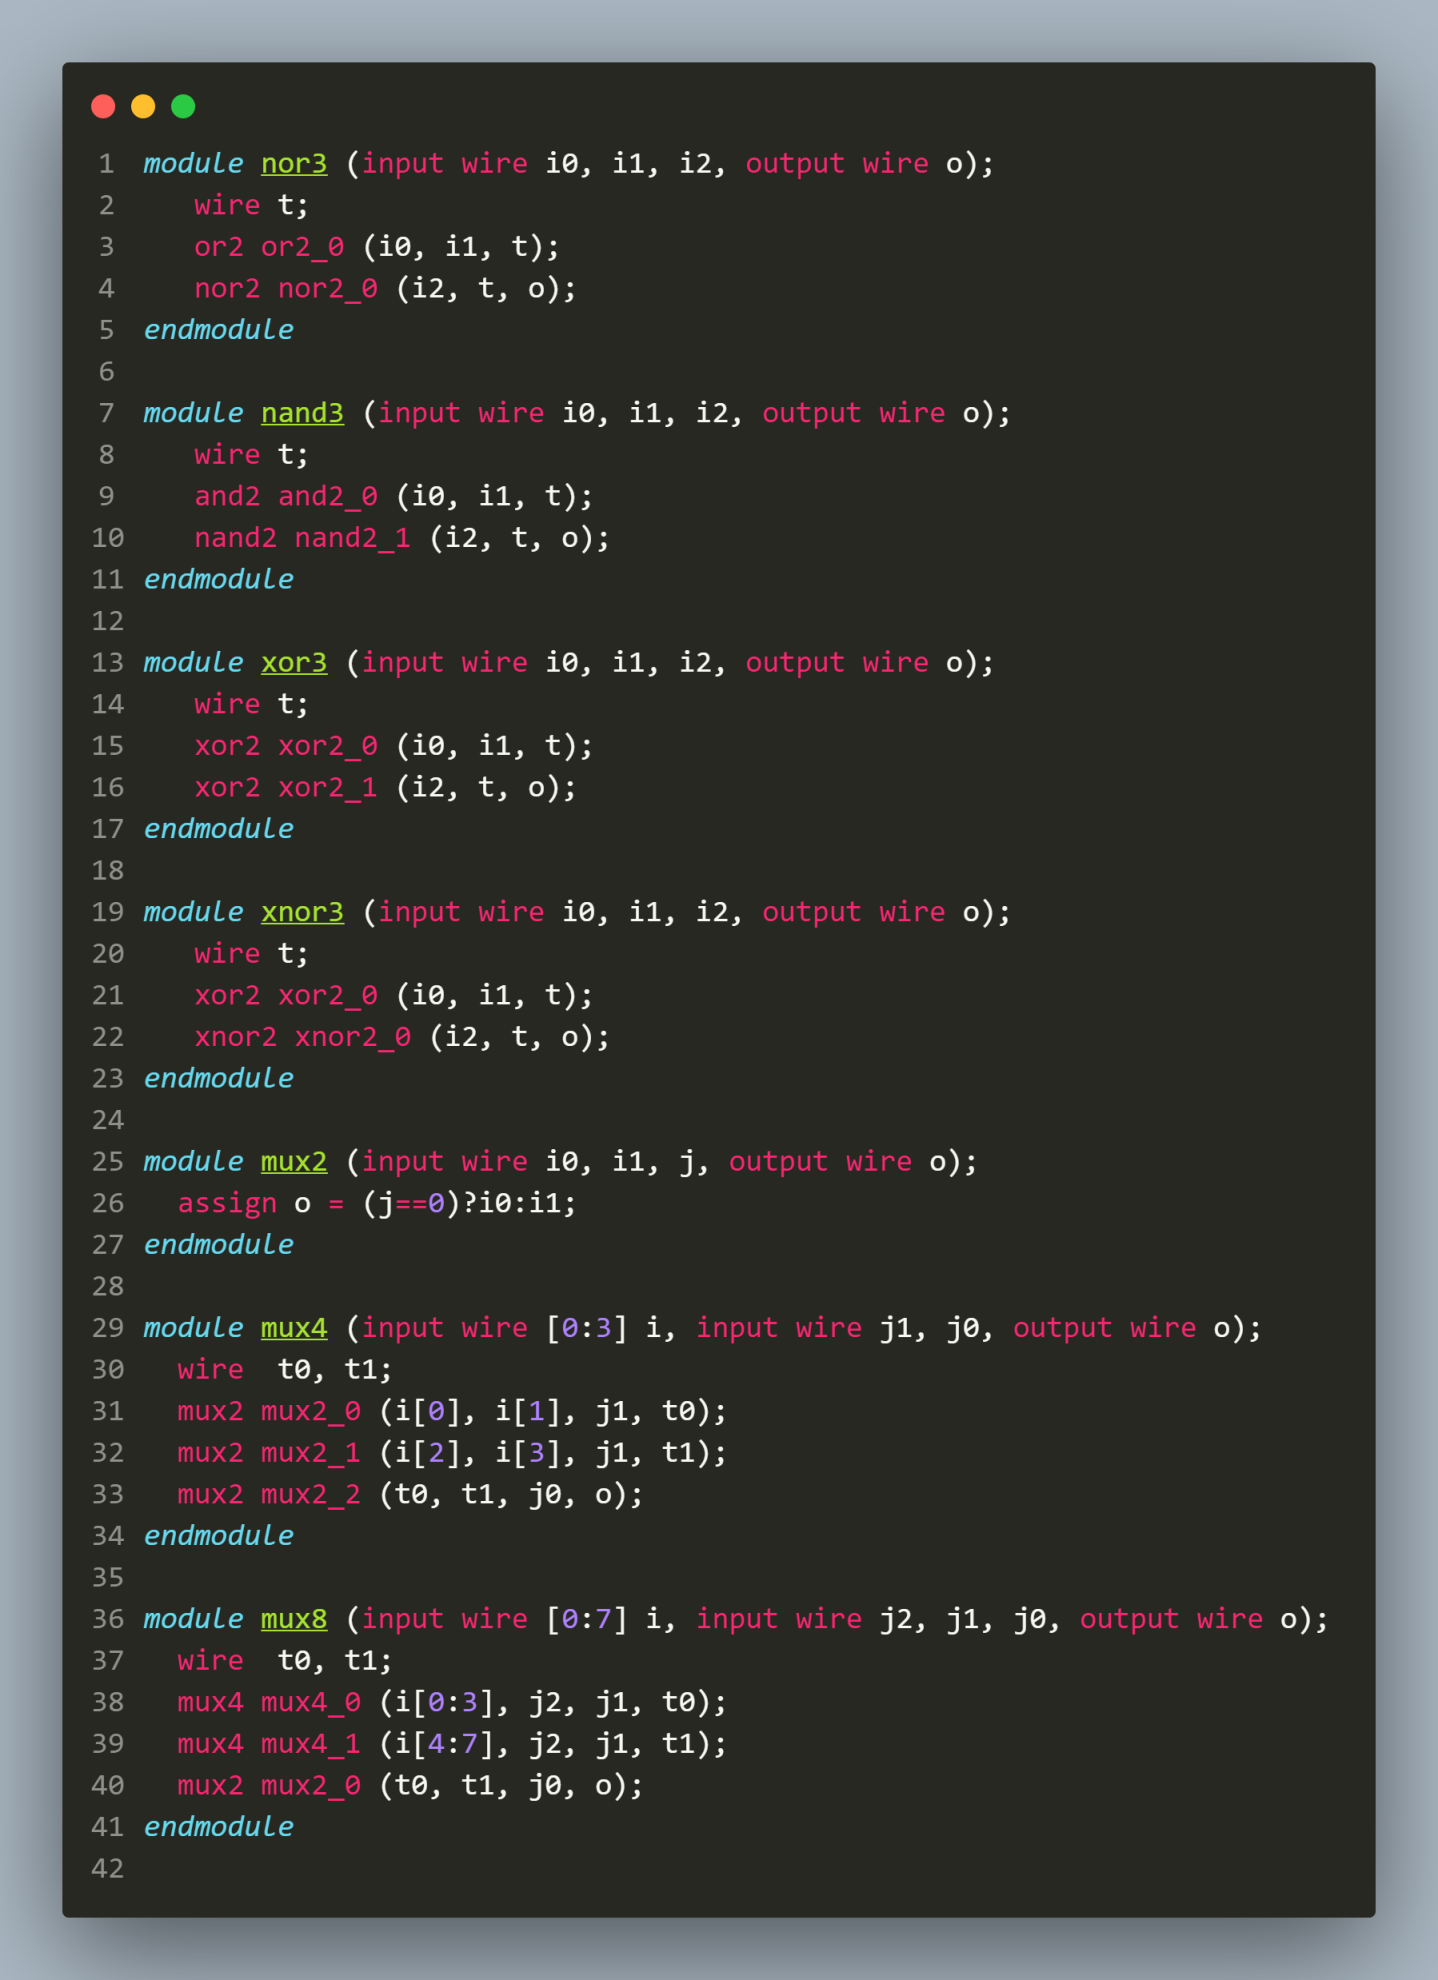 1 module nor3 (input wire i0, i1, i2, output wire o);
2 wire t;
3 or2 or2_0 (i0, i1, t);
4 nor2 nor2_0 (i2, t, o);
5 endmodule
6
7 module nand3 (input wire i0, i1, i2, output wire o);
8 wire t;
9 and2 and2_0 (i0, i1, t);
10 nand2 nand2_1 (i2, t, o);
11 endmodule
12
13 module xor3 (input wire i0, i1, i2, output wire o);
14 wire t;
15 xor2 xor2_0 (i0, i1, t);
16 xor2 xor2_1 (i2, t, o);
17 endmodule
18
19 module xnor3 (input wire i0, i1, i2, output wire o);
20 wire t;
21 xor2 xor2_0 (i0, i1, t);
22 xnor2 xnor2_0 (i2, t, o);
23 endmodule
24
25 module mux2 (input wire i0, i1, j, output wire o);
26 assign o = (j==0)?i0:i1;
27 endmodule
28
29 module mux4 (input wire [0:3] i, input wire j1, j0, output wire o);
30 wire  t0, t1;
31 mux2 mux2_0 (i[0], i[1], j1, t0);
32 mux2 mux2_1 (i[2], i[3], j1, t1);
33 mux2 mux2_2 (t0, t1, j0, o);
34 endmodule
35
36 module mux8 (input wire [0:7] i, input wire j2, j1, j0, output wire o);
37 wire  t0, t1;
38 mux4 mux4_0 (i[0:3], j2, j1, t0);
39 mux4 mux4_1 (i[4:7], j2, j1, t1);
40 mux2 mux2_0 (t0, t1, j0, o);
41 endmodule
42